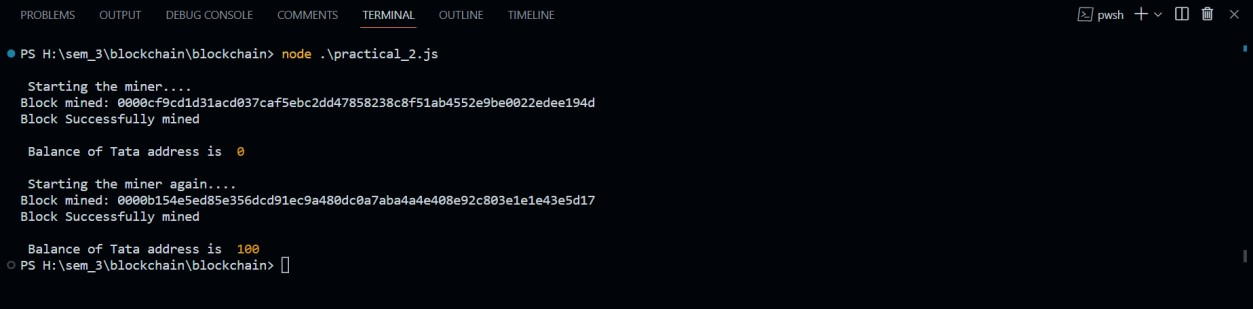 PROBLEMS OUTPUT DEBUG CONSOLE COMMENTS TERMINAL OUTLINE TIMELINE pwsh
PS H:\sem_3\blockchain\blockchain> node .\practical_2.js
Starting the miner....
Block mined: 0000cf9cd1d31acd037caf5ebc2dd47858238c8f51ab4552e9be0022edee194d
Block Successfully mined
Balance of Tata address is 0
Starting the miner again....
Block mined: 0000b154e5ed85e356dcd91ec9a480dc0a7aba4a4e408e92c803e1e1e43e5d17
Block Successfully mined
Balance of Tata address is 100
PS H:\sem_3\blockchain\blockchain>